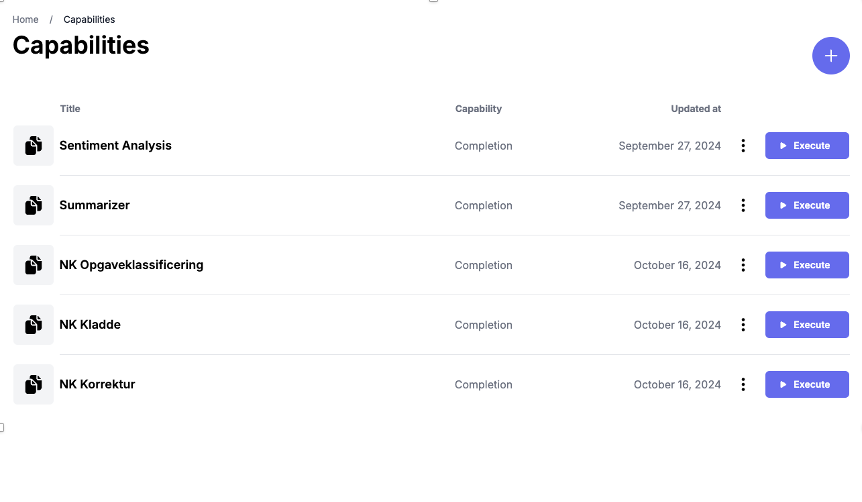 Home / Capabilities
Capabilities
Title Capability Updated at
Sentiment Analysis Completion September 27, 2024 Execute
Summarizer Completion September 27, 2024 Execute
NK Opgaveklassificering Completion October 16, 2024 Execute
NK Kladde Completion October 16, 2024 Execute
NK Korrektur Completion October 16, 2024 Execute